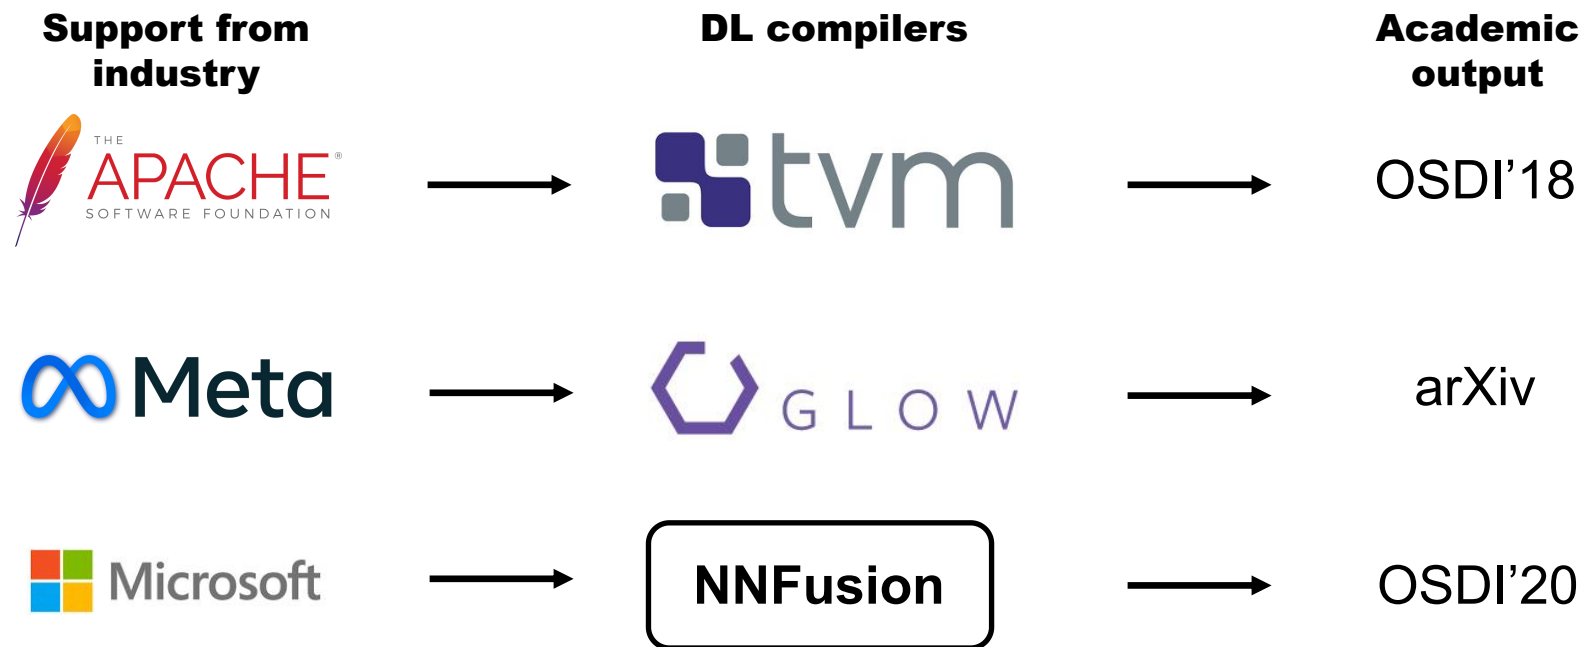 Support from
industry
DL compilers
Academic
output
THE
APACHE®
SOFTWARE FOUNDATION
tvm
OSDI’18
Meta
GLOW
arXiv
Microsoft
NNFusion
OSDI’20